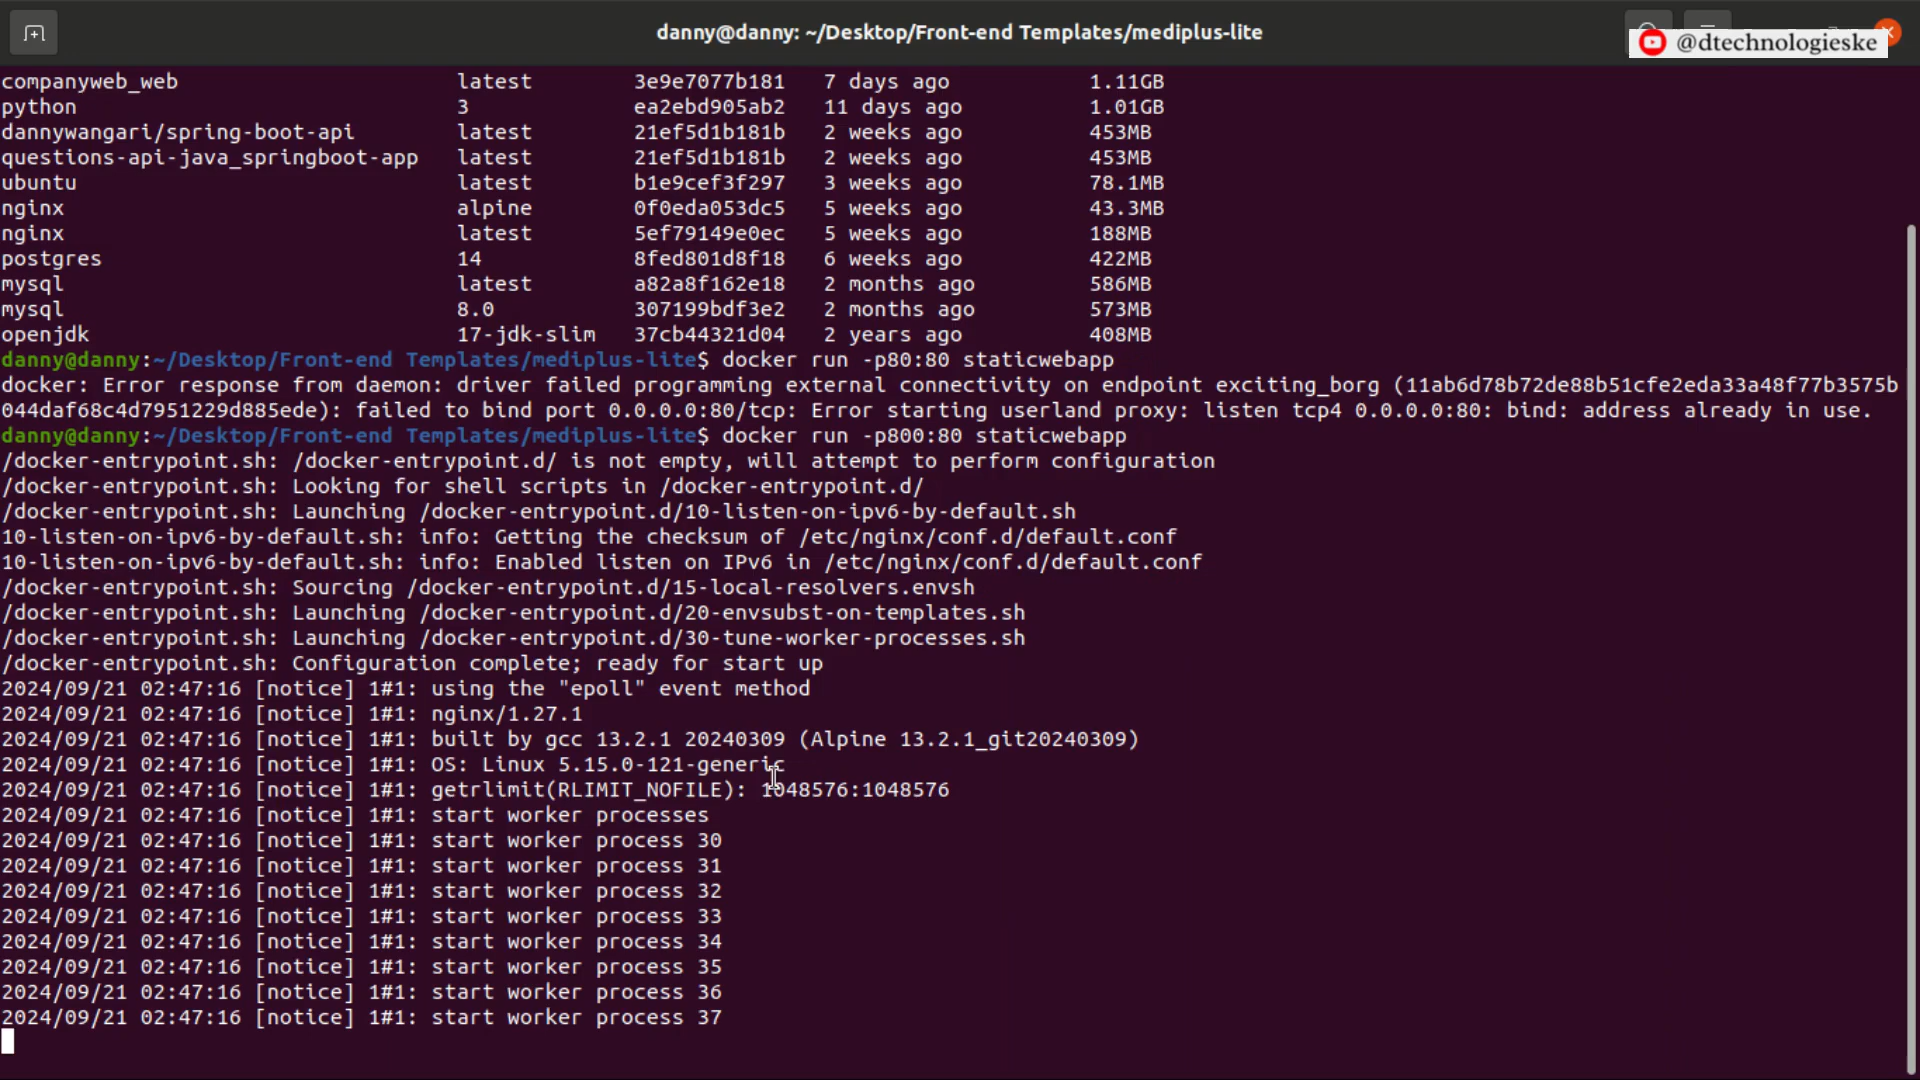 danny@danny: ~/Desktop/Front-end Templates/mediplus-lite
@dtechnologieske
companyweb_web latest 3e9e7077b181 7 days ago 1.11GB
python 3 ea2ebd905ab2 11 days ago 1.01GB
dannywangari/spring-boot-api latest 21ef5d1b181b 2 weeks ago 453MB
questions-api-java_springboot-app latest 21ef5d1b181b 2 weeks ago 453MB
ubuntu latest b1e9cef3f297 3 weeks ago 78.1MB
nginx alpine 0f0eda053dc5 5 weeks ago 43.3MB
nginx latest 5ef79149e0ec 5 weeks ago 188MB
postgres 14 8fed801d8f18 6 weeks ago 422MB
mysql latest a82a8f162e18 2 months ago 586MB
mysql 8.0 307199bdf3e2 2 months ago 573MB
openjdk 17-jdk-slim 37cb44321d04 2 years ago 408MB
danny@danny:~/Desktop/Front-end Templates/mediplus-lite$ docker run -p80:80 staticwebapp
docker: Error response from daemon: driver failed programming external connectivity on endpoint exciting_borg (11ab6d78b72de88b51cfe2eda33a48f77b3575b
044daf68c4d7951229d885ede): failed to bind port 0.0.0.0:80/tcp: Error starting userland proxy: listen tcp4 0.0.0.0:80: bind: address already in use.
danny@danny:~/Desktop/Front-end Templates/mediplus-lite$ docker run -p800:80 staticwebapp
/docker-entrypoint.sh: /docker-entrypoint.d/ is not empty, will attempt to perform configuration
/docker-entrypoint.sh: Looking for shell scripts in /docker-entrypoint.d/
/docker-entrypoint.sh: Launching /docker-entrypoint.d/10-listen-on-ipv6-by-default.sh
10-listen-on-ipv6-by-default.sh: info: Getting the checksum of /etc/nginx/conf.d/default.conf
10-listen-on-ipv6-by-default.sh: info: Enabled listen on IPv6 in /etc/nginx/conf.d/default.conf
/docker-entrypoint.sh: Sourcing /docker-entrypoint.d/15-local-resolvers.envsh
/docker-entrypoint.sh: Launching /docker-entrypoint.d/20-envsubst-on-templates.sh
/docker-entrypoint.sh: Launching /docker-entrypoint.d/30-tune-worker-processes.sh
/docker-entrypoint.sh: Configuration complete; ready for start up
2024/09/21 02:47:16 [notice] 1#1: using the "epoll" event method
2024/09/21 02:47:16 [notice] 1#1: nginx/1.27.1
2024/09/21 02:47:16 [notice] 1#1: built by gcc 13.2.1 20240309 (Alpine 13.2.1_git20240309)
2024/09/21 02:47:16 [notice] 1#1: OS: Linux 5.15.0-121-generic
2024/09/21 02:47:16 [notice] 1#1: getrlimit(RLIMIT_NOFILE): 1048576:1048576
2024/09/21 02:47:16 [notice] 1#1: start worker processes
2024/09/21 02:47:16 [notice] 1#1: start worker process 30
2024/09/21 02:47:16 [notice] 1#1: start worker process 31
2024/09/21 02:47:16 [notice] 1#1: start worker process 32
2024/09/21 02:47:16 [notice] 1#1: start worker process 33
2024/09/21 02:47:16 [notice] 1#1: start worker process 34
2024/09/21 02:47:16 [notice] 1#1: start worker process 35
2024/09/21 02:47:16 [notice] 1#1: start worker process 36
2024/09/21 02:47:16 [notice] 1#1: start worker process 37